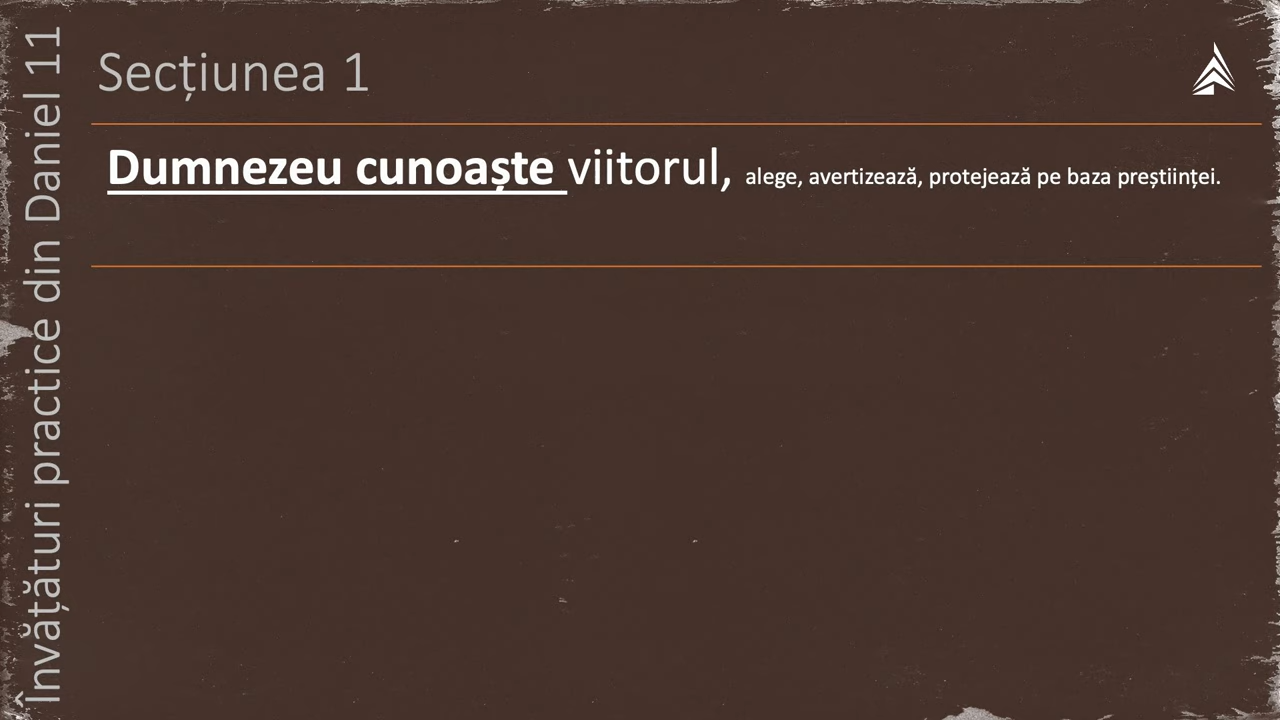 Învățături practice din Daniel 11
Secțiunea 1
Dumnezeu cunoaște viitorul, alege, avertizează, protejează pe baza preștiinței.